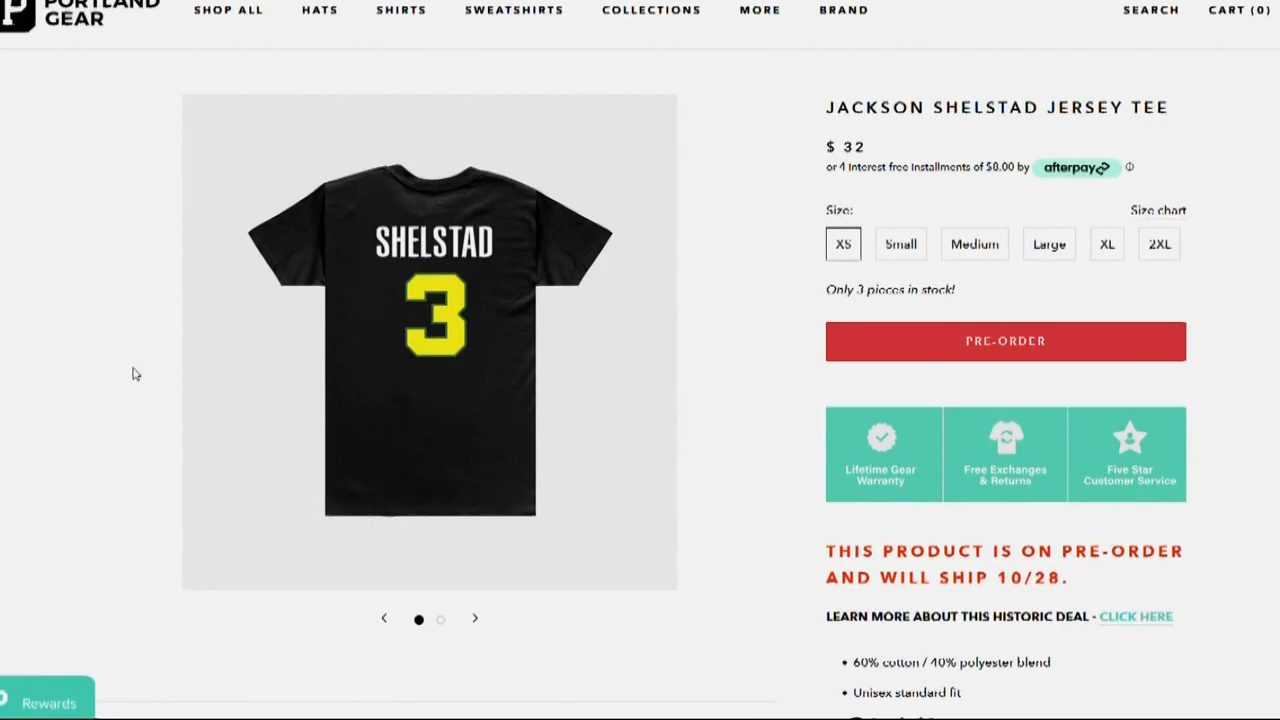 PORTLAND
GEAR
SHOP ALL HATS SHIRTS SWEATSHIRTS COLLECTIONS MORE BRAND SEARCH CART (0)
SHELSTAD
3
JACKSON SHELSTAD JERSEY TEE
$ 32
or 4 interest free installments of $8.00 by afterpay
Size: Size chart
XS Small Medium Large XL 2XL
Only 3 pieces in stock!
PRE-ORDER
Lifetime Gear
Warranty
Free Exchanges
& Returns
Five Star
Customer Service
THIS PRODUCT IS ON PRE-ORDER
AND WILL SHIP 10/28.
LEARN MORE ABOUT THIS HISTORIC DEAL - CLICK HERE
• 60% cotton / 40% polyester blend
• Unisex standard fit
Rewards